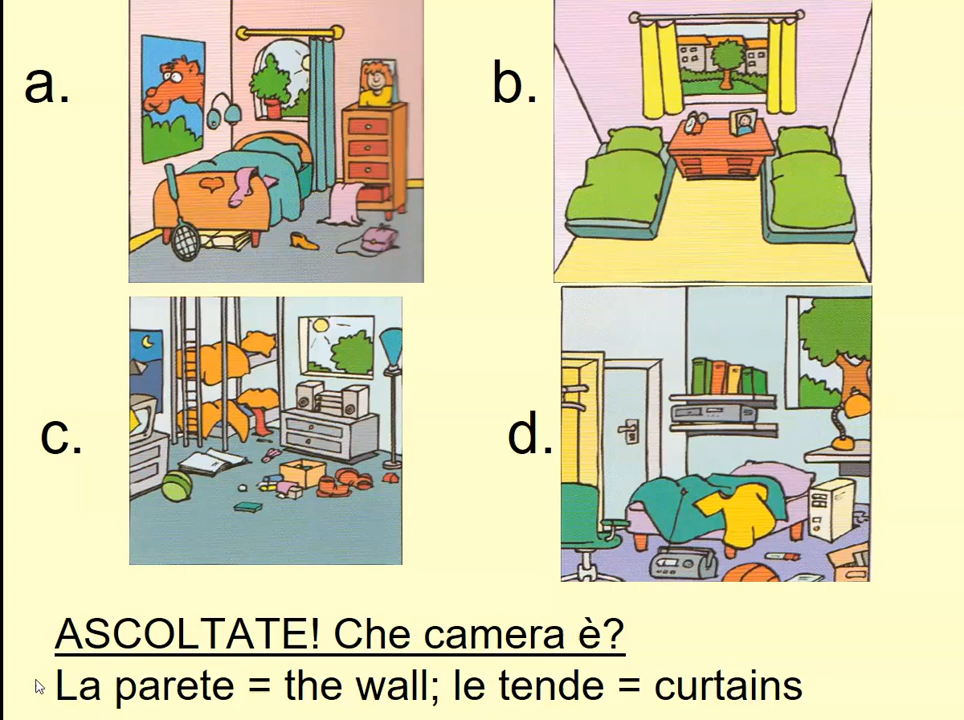 a.
b.
c.
d.
ASCOLTATE! Che camera è?
La parete = the wall; le tende = curtains